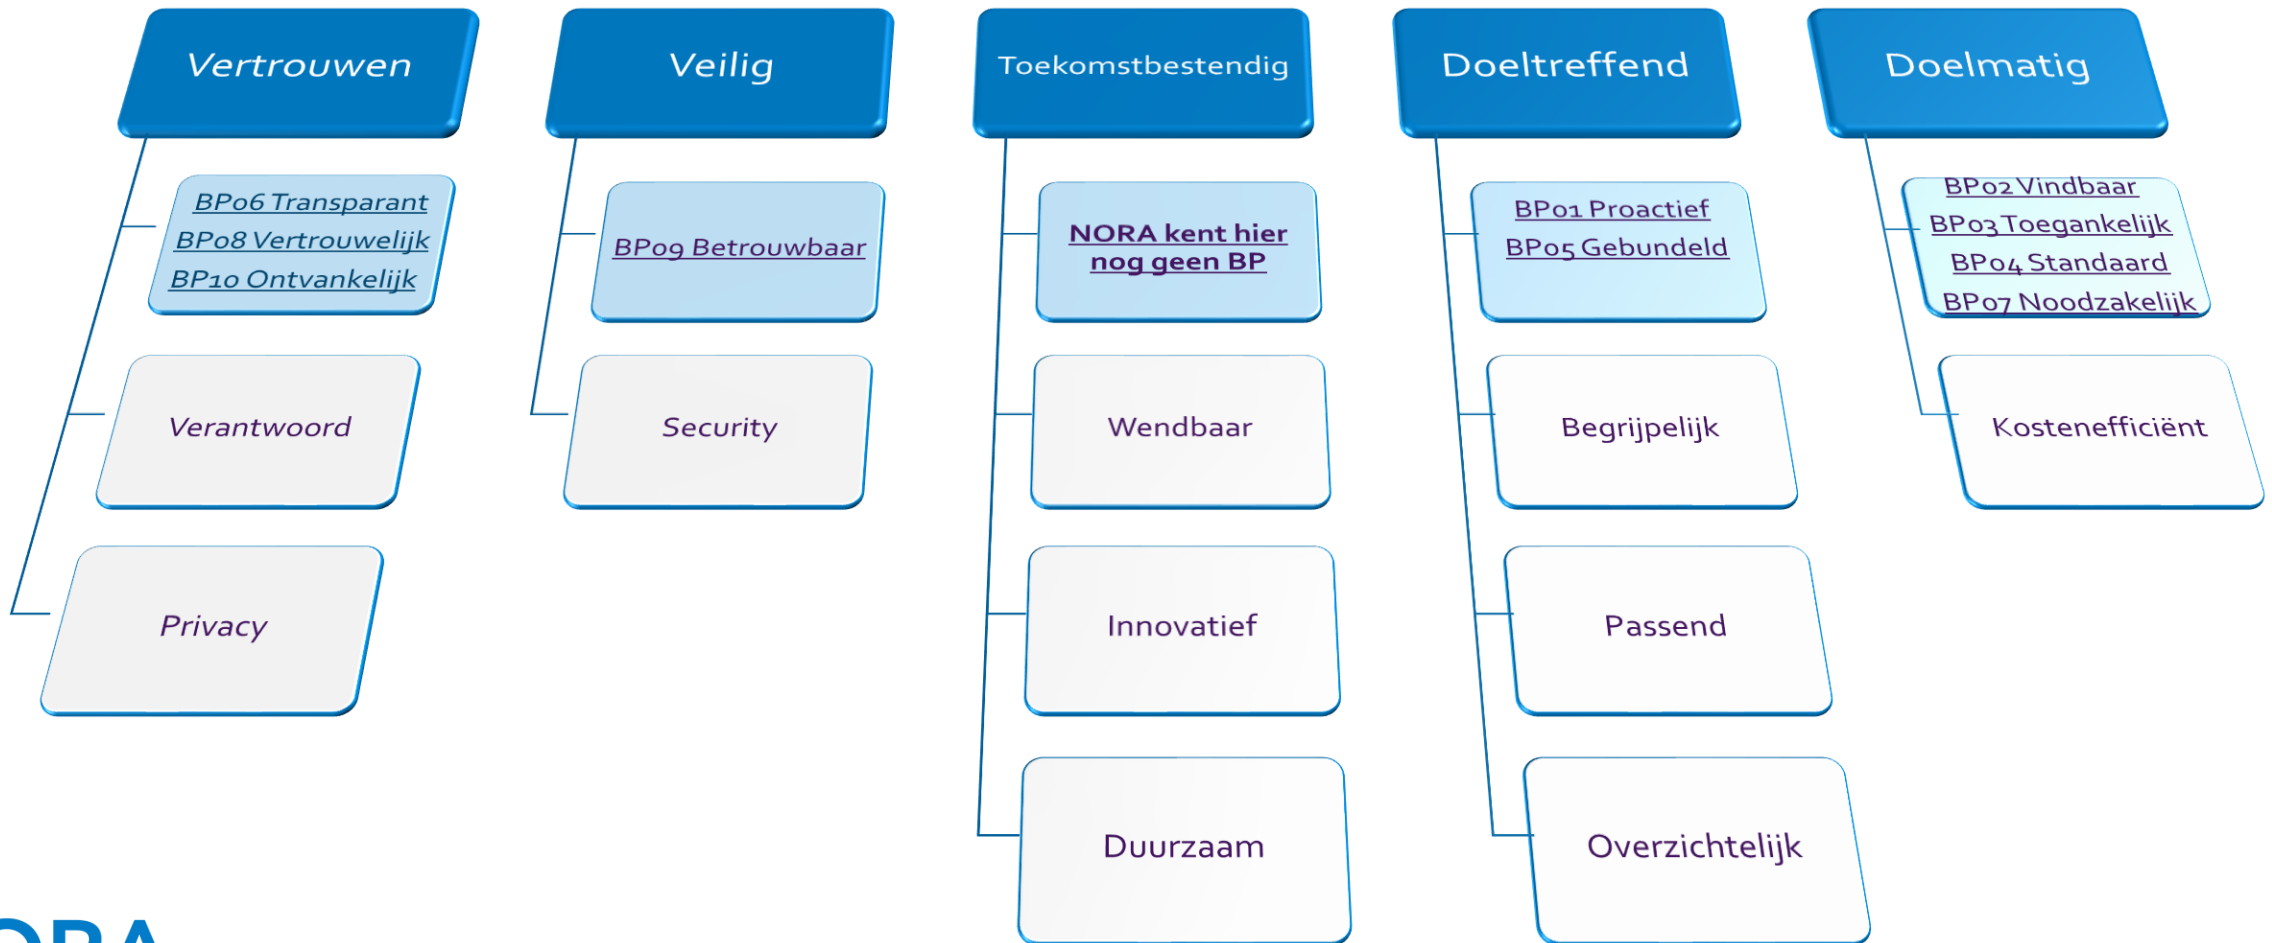 Vertrouwen
BP06 Transparant
BP08 Vertrouwelijk
BP10 Ontvankelijk
Verantwoord
Privacy
Veilig
BP09 Betrouwbaar
Security
Toekomstbestendig
NORA kent hier
nog geen BP
Wendbaar
Innovatief
Duurzaam
Doeltreffend
BP01 Proactief
BP05 Gebundeld
Begrijpelijk
Passend
Overzichtelijk
Doelmatig
BP02 Vindbaar
BP03 Toegankelijk
BP04 Standaard
BP07 Noodzakelijk
Kostenefficiënt